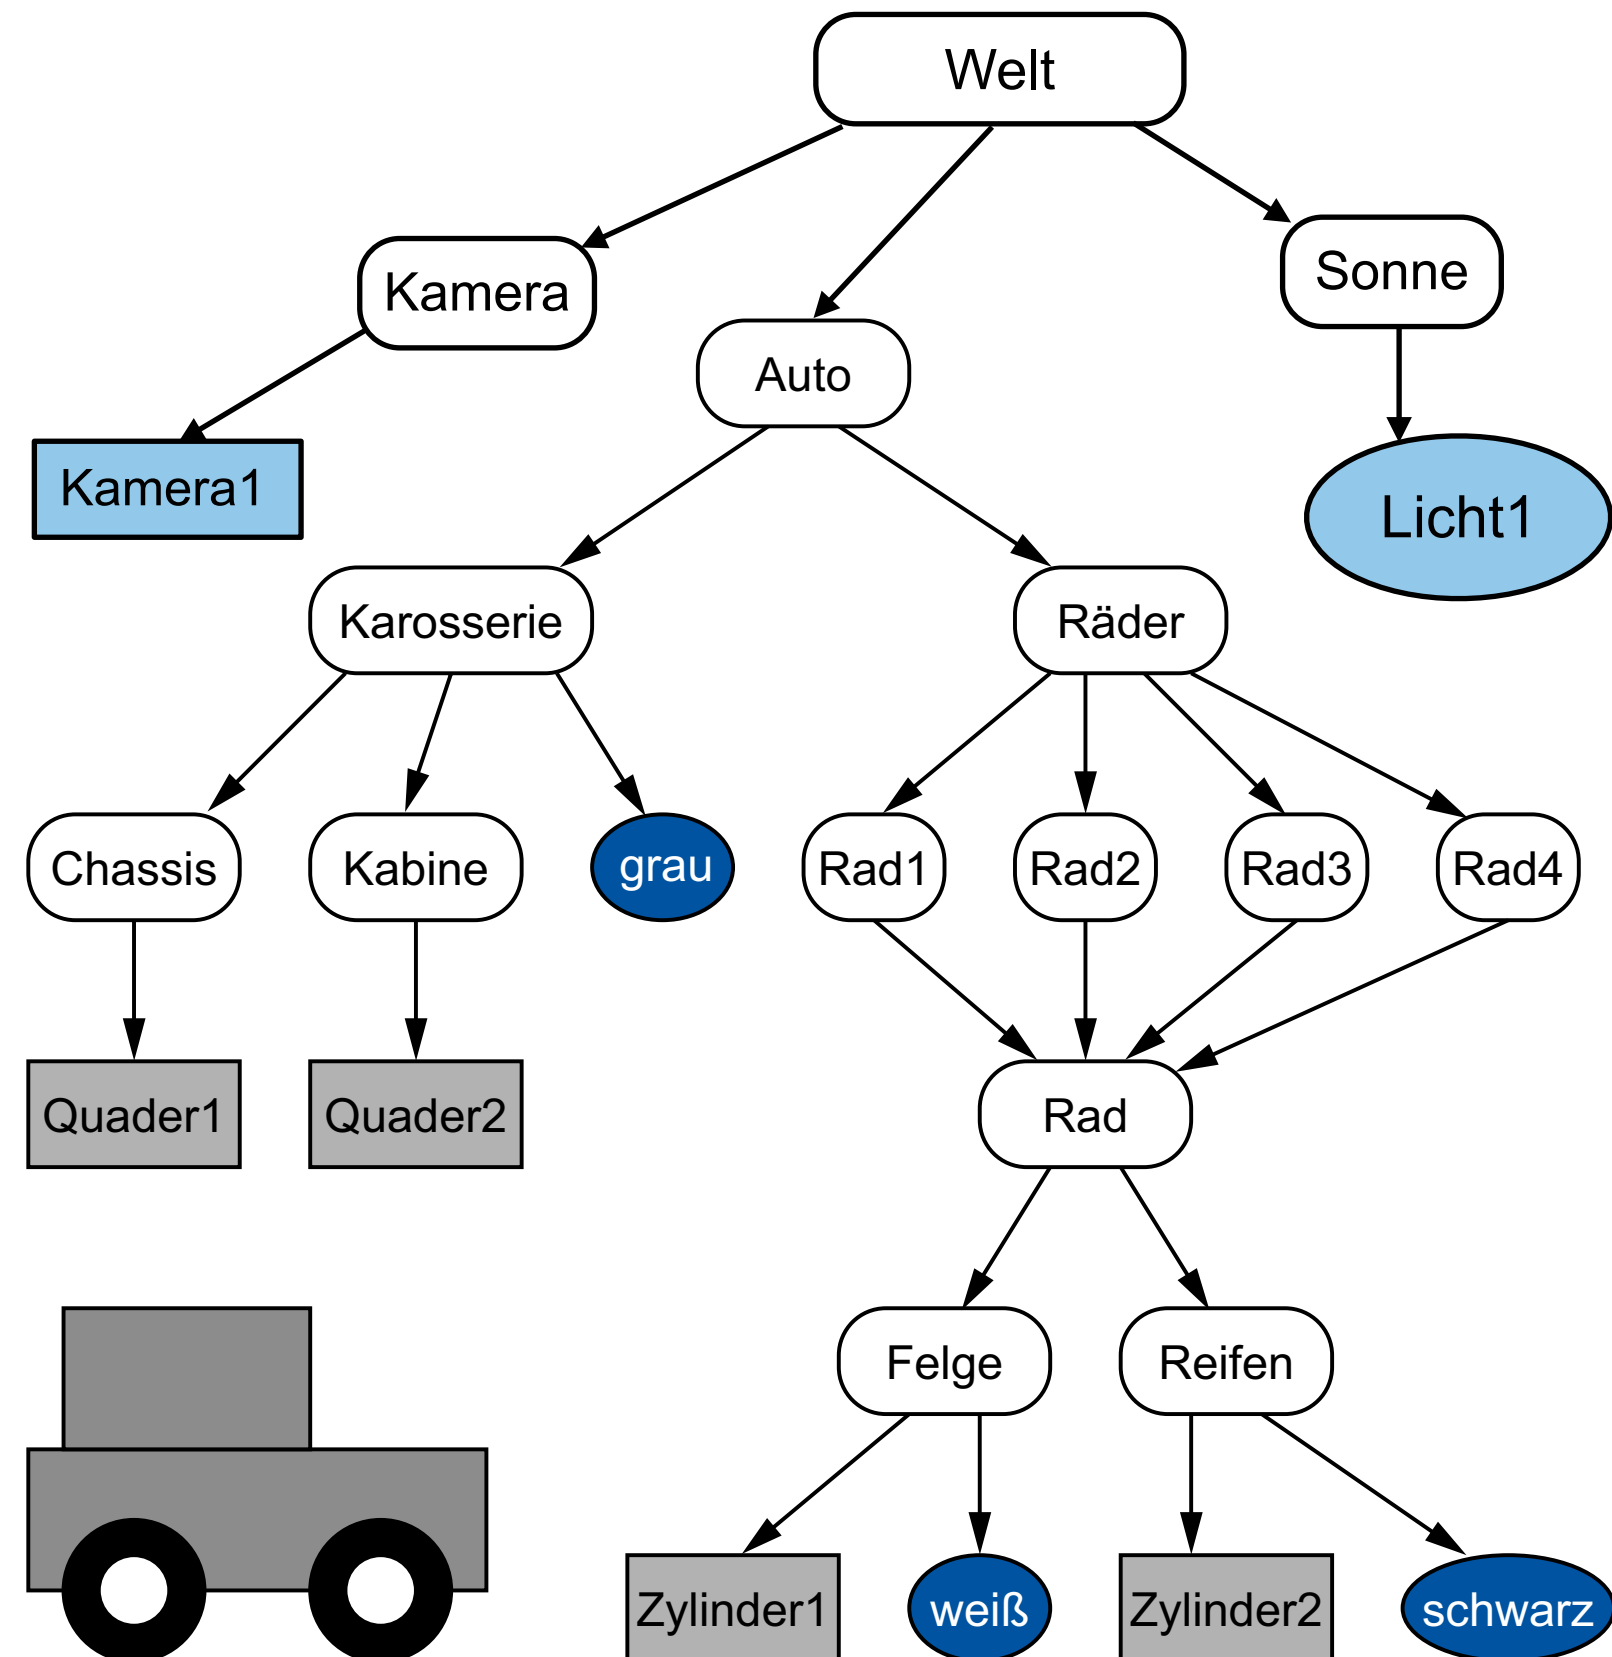 Welt
Kamera
Sonne
Auto
Kamera1
Licht1
Karosserie
Räder
Chassis
Kabine
grau
Rad1
Rad2
Rad3
Rad4
Quader1
Quader2
Rad
Felge
Reifen
Zylinder1
weiß
Zylinder2
schwarz